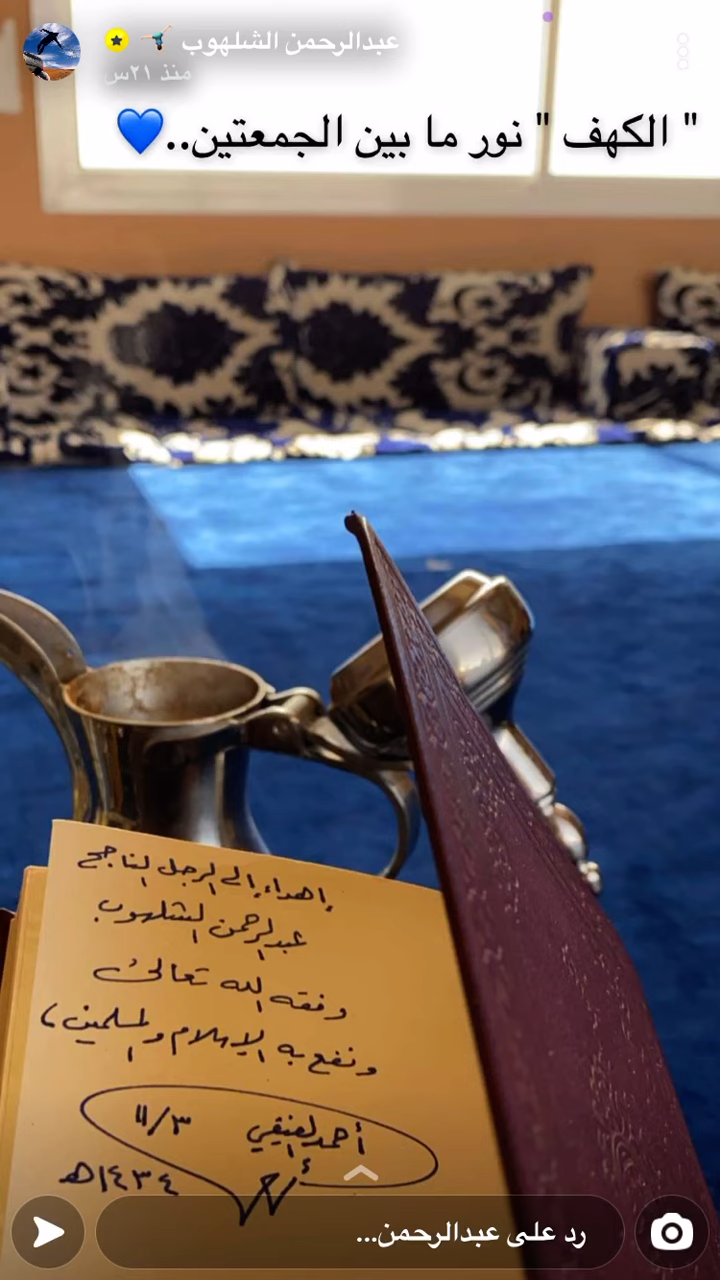 عبدالرحمن الشلهوب
منذ ٢١س
" الكهف " نور ما بين الجمعتين..💙
إهداء إلى الرجل الناجح
عبدالرحمن الشلهوب
وفقه الله تعالى
ونفع به الإسلام والمسلمين،
أحمد العنيقي ٣/١١
١٤٣٤هـ
رد على عبدالرحمن...